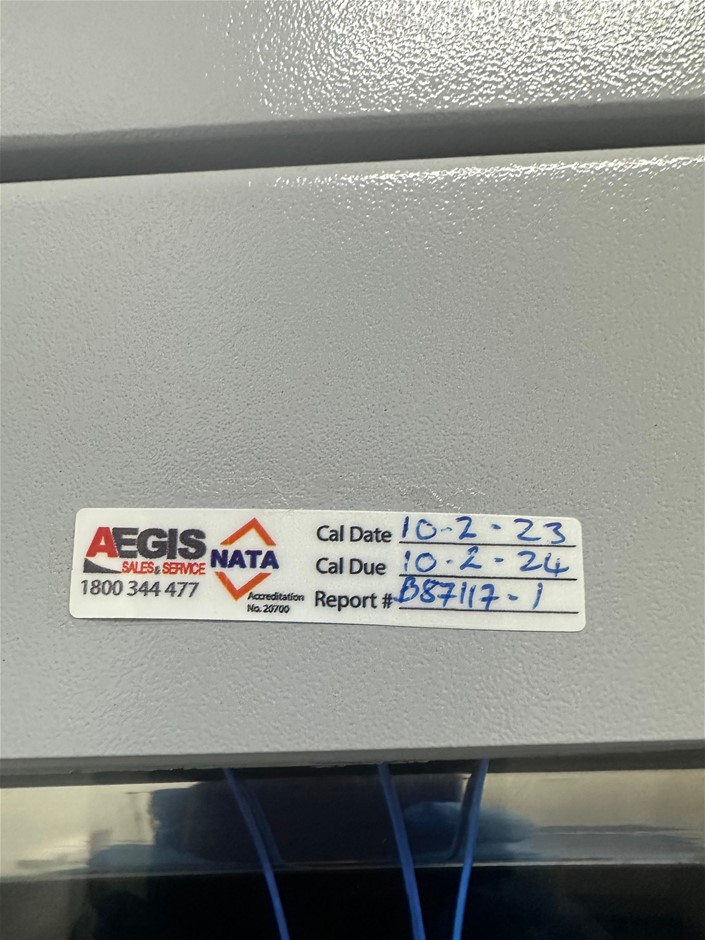 AEGIS
SALES & SERVICE
1800 344 477
NATA
Accreditation
No. 20700
Cal Date 10-2-23
Cal Due 10-2-24
Report # B87117-1